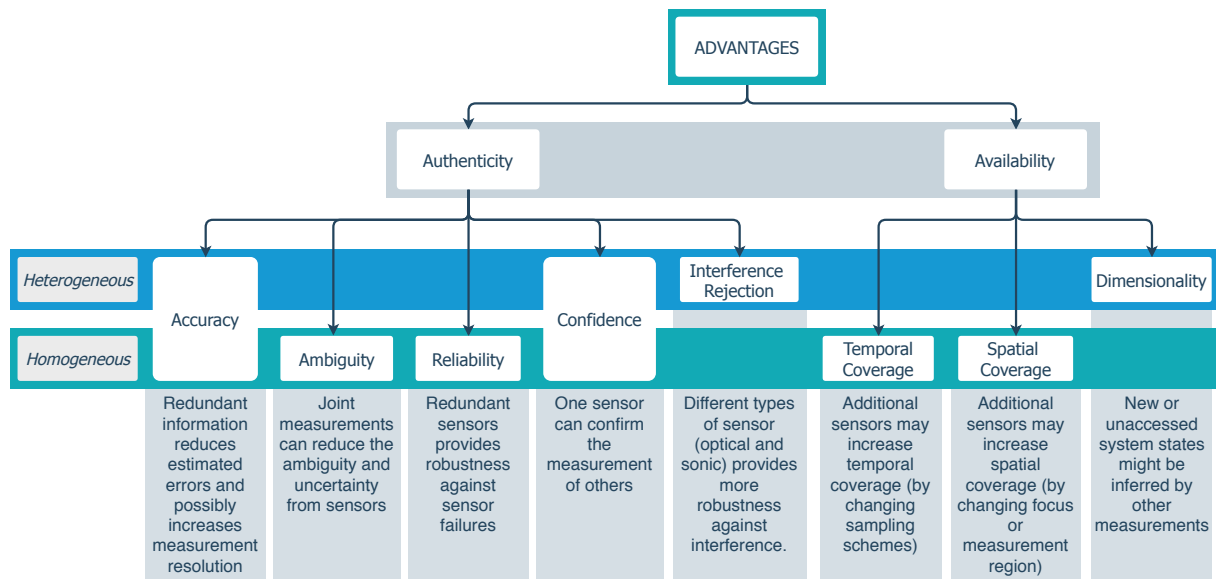 ADVANTAGES
Authenticity
Availability
Heterogeneous
Interference
Rejection
Dimensionality
Accuracy
Confidence
Homogeneous
Ambiguity
Reliability
Temporal
Coverage
Spatial
Coverage
Redundant
information
reduces
estimated
errors and
possibly
increases
measurement
resolution
Joint
measurements
can reduce the
ambiguity and
uncertainty
from sensors
Redundant
sensors
provides
robustness
against
sensor
failures
One sensor
can confirm
the
measurement
of others
Different types
of sensor
(optical and
sonic) provides
more
robustness
against
interference.
Additional
sensors may
increase
temporal
coverage (by
changing
sampling
schemes)
Additional
sensors may
increase
spatial
coverage (by
changing focus
or
measurement
region)
New or
unaccessed
system states
might be
inferred by
other
measurements